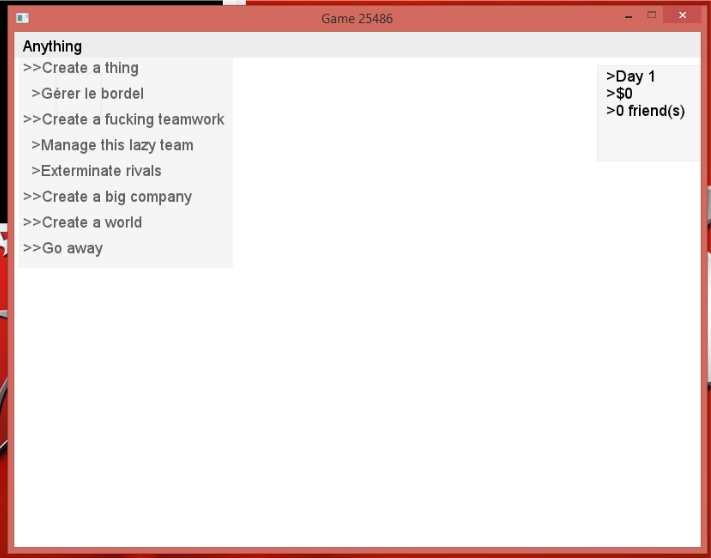 Game 25486
Anything
>>Create a thing
>Gérer le bordel
>>Create a fucking teamwork
>Manage this lazy team
>Exterminate rivals
>>Create a big company
>>Create a world
>>Go away
>Day 1
>$0
>0 friend(s)